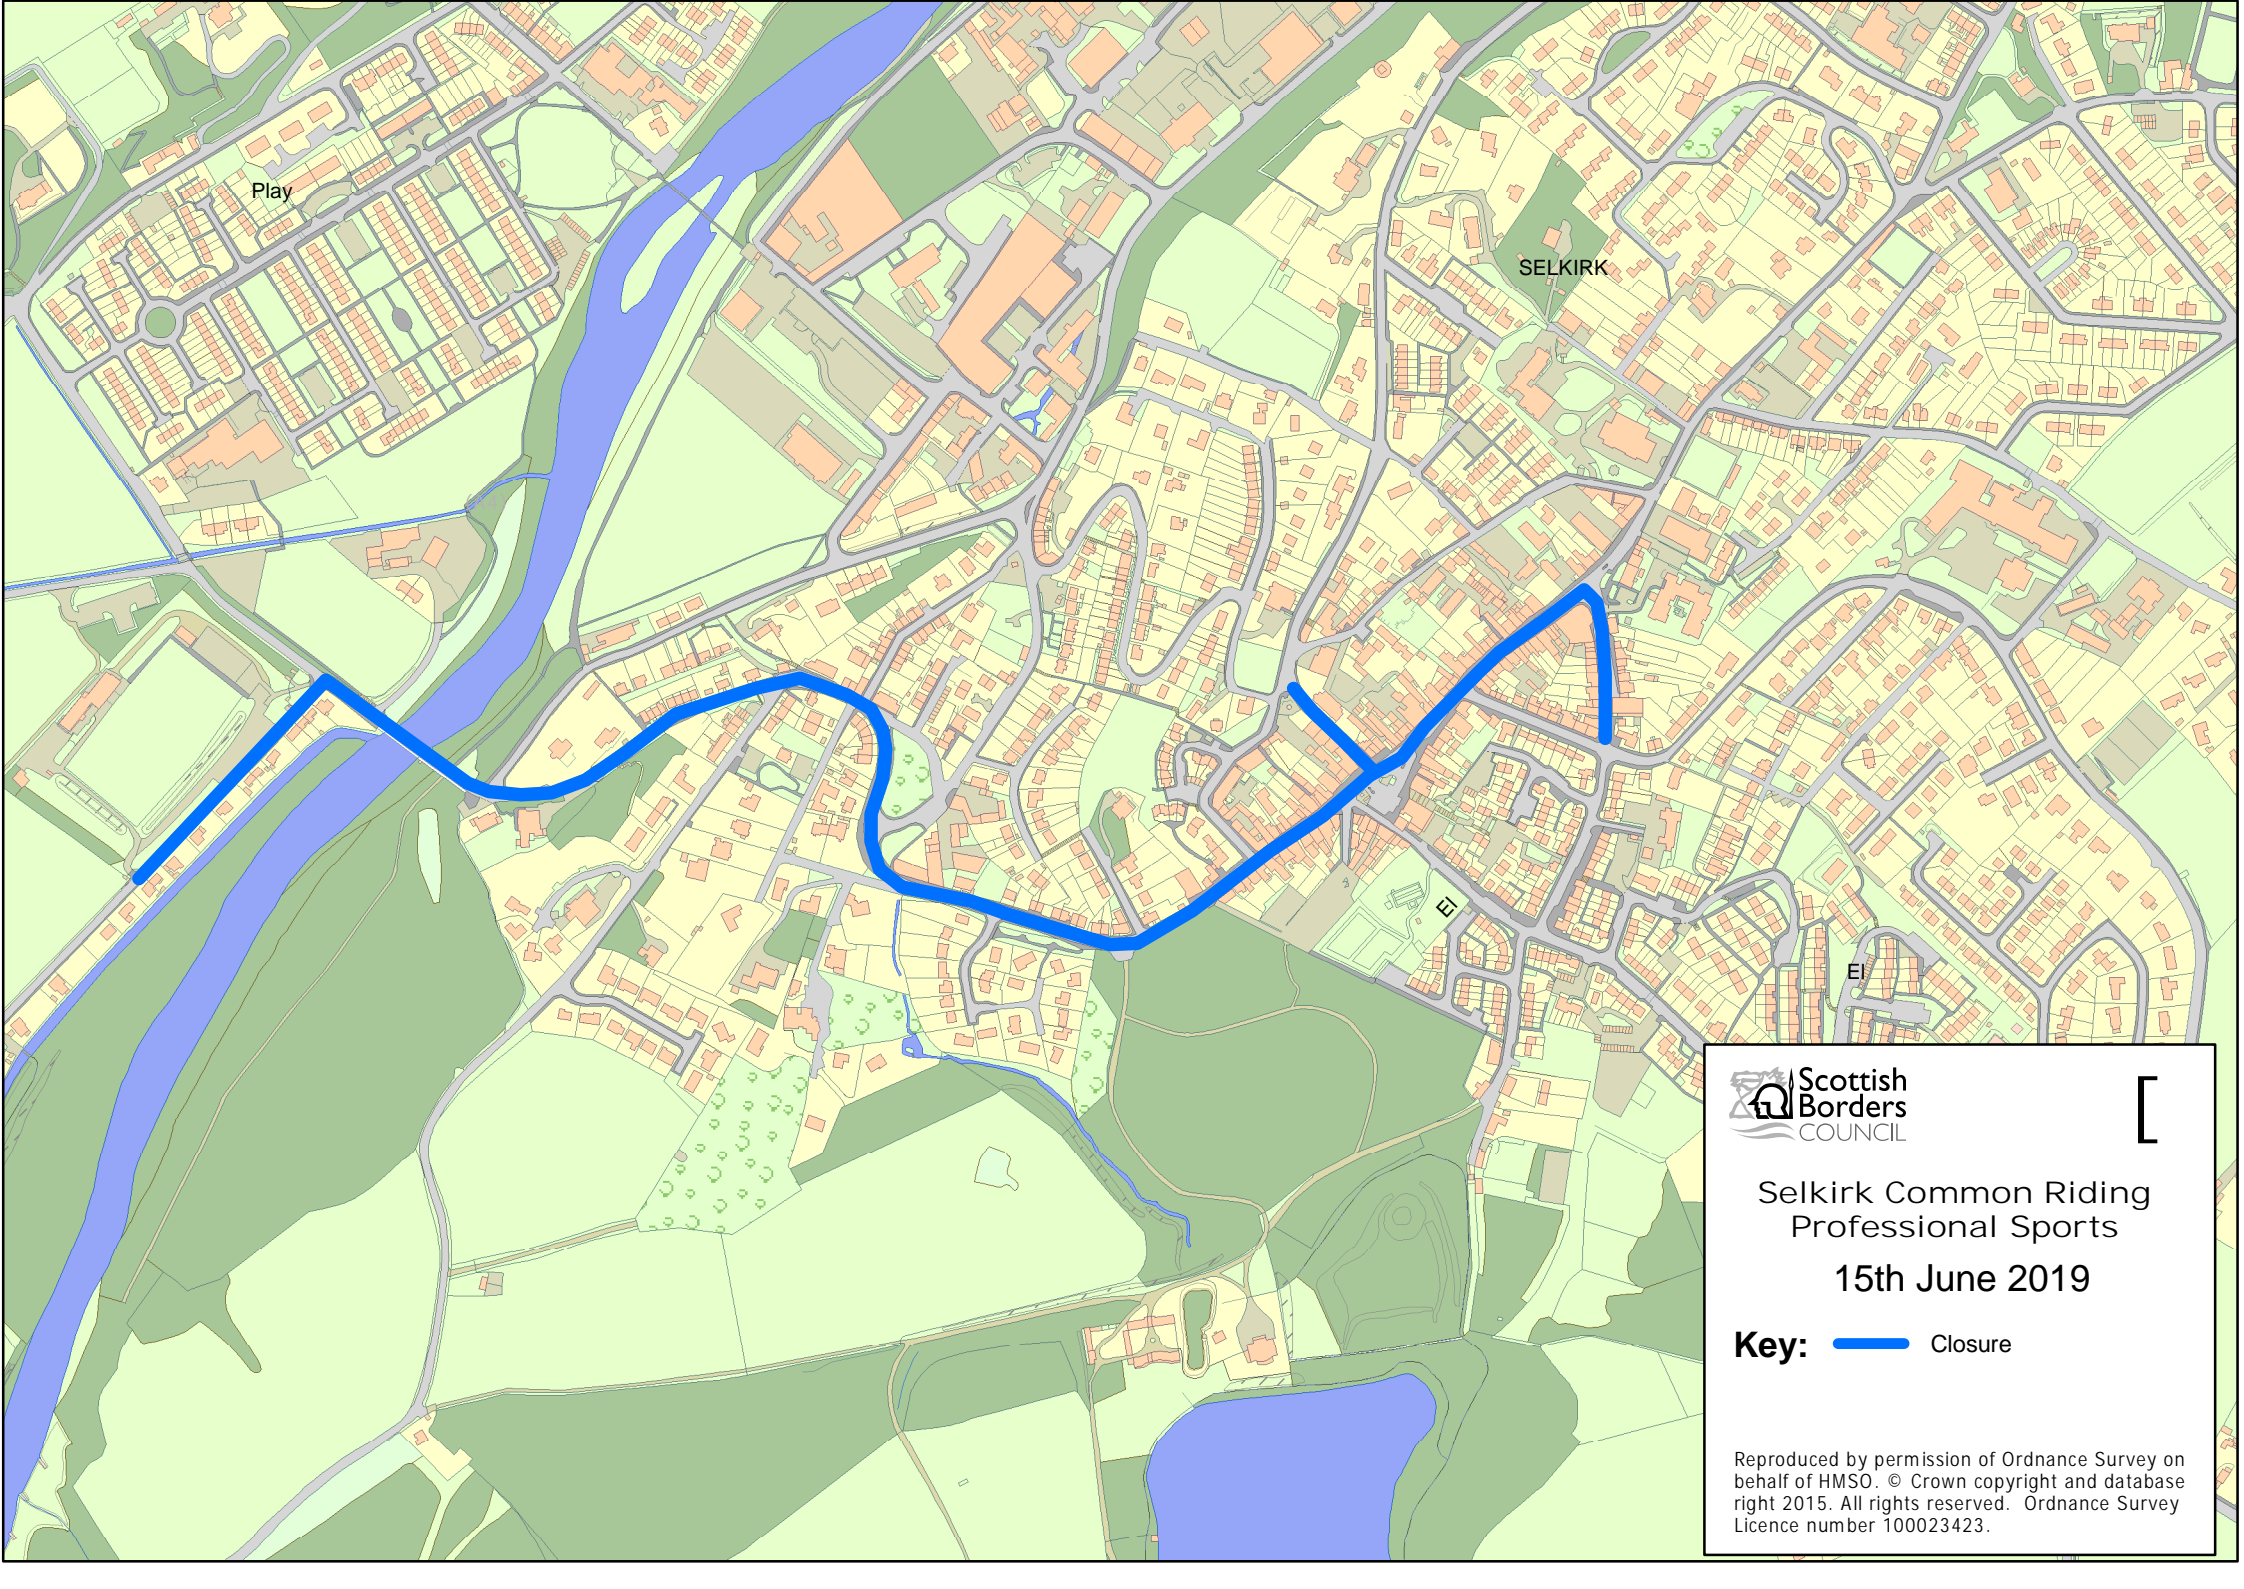 Play
SELKIRK
El
El
Scottish
Borders
COUNCIL
[
Selkirk Common Riding
Professional Sports
15th June 2019
Key:
Closure
Reproduced by permission of Ordnance Survey on
behalf of HMSO. © Crown copyright and database
right 2015. All rights reserved. Ordnance Survey
Licence number 100023423.